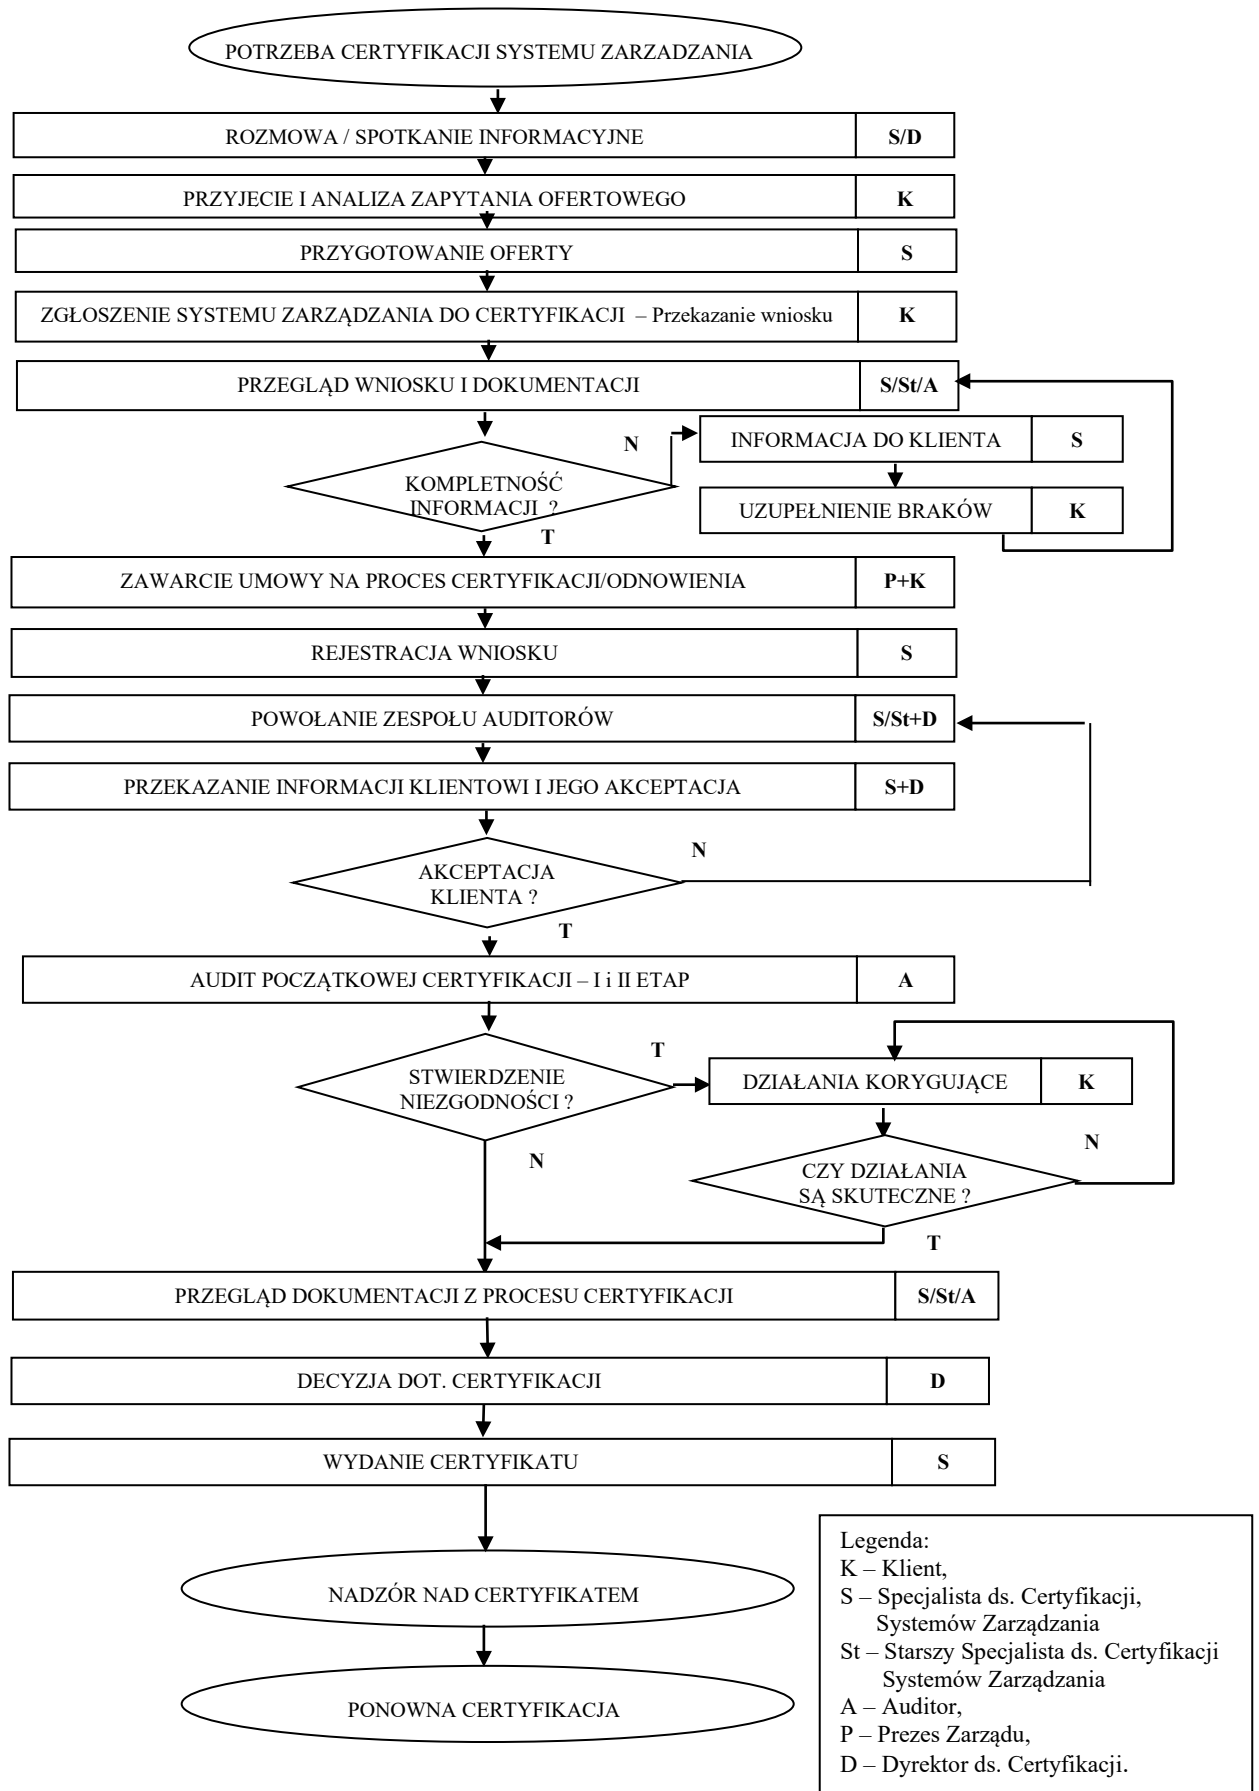 POTRZEBA CERTYFIKACJI SYSTEMU ZARZADZANIA
ROZMOWA / SPOTKANIE INFORMACYJNE S/D
PRZYJECIE I ANALIZA ZAPYTANIA OFERTOWEGO K
PRZYGOTOWANIE OFERTY S
ZGŁOSZENIE SYSTEMU ZARZĄDZANIA DO CERTYFIKACJI – Przekazanie wniosku K
PRZEGLĄD WNIOSKU I DOKUMENTACJI S/St/A
N
INFORMACJA DO KLIENTA S
KOMPLETNOŚĆ
INFORMACJI ?
UZUPEŁNIENIE BRAKÓW K
T
ZAWARCIE UMOWY NA PROCES CERTYFIKACJI/ODNOWIENIA P+K
REJESTRACJA WNIOSKU S
POWOŁANIE ZESPOŁU AUDITORÓW S/St+D
PRZEKAZANIE INFORMACJI KLIENTOWI I JEGO AKCEPTACJA S+D
N
AKCEPTACJA
KLIENTA ?
T
AUDIT POCZĄTKOWEJ CERTYFIKACJI – I i II ETAP A
T
STWIERDZENIE
NIEZGODNOŚCI ?
DZIAŁANIA KORYGUJĄCE K
N
N
CZY DZIAŁANIA
SĄ SKUTECZNE ?
T
PRZEGLĄD DOKUMENTACJI Z PROCESU CERTYFIKACJI S/St/A
DECYZJA DOT. CERTYFIKACJI D
WYDANIE CERTYFIKATU S
NADZÓR NAD CERTYFIKATEM
PONOWNA CERTYFIKACJA
Legenda:
K – Klient,
S – Specjalista ds. Certyfikacji,
Systemów Zarządzania
St – Starszy Specjalista ds. Certyfikacji
Systemów Zarządzania
A – Auditor,
P – Prezes Zarządu,
D – Dyrektor ds. Certyfikacji.